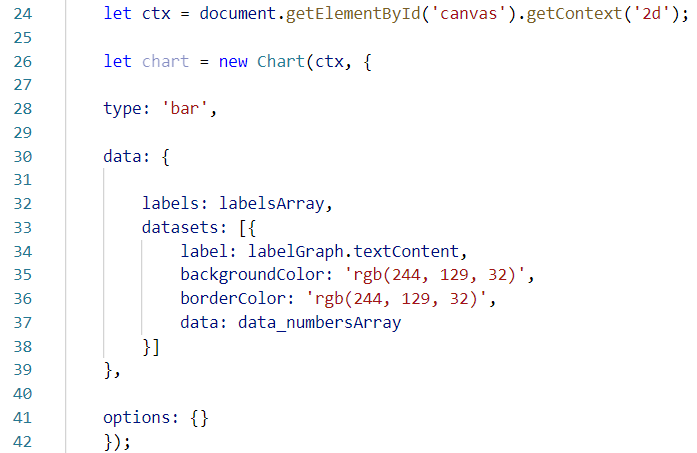 24 let ctx = document.getElementById('canvas').getContext('2d');
25
26 let chart = new Chart(ctx, {
27
28 type: 'bar',
29
30 data: {
31
32 labels: labelsArray,
33 datasets: [{
34 label: labelGraph.textContent,
35 backgroundColor: 'rgb(244, 129, 32)',
36 borderColor: 'rgb(244, 129, 32)',
37 data: data_numbersArray
38 }]
39 },
40
41 options: {}
42 });